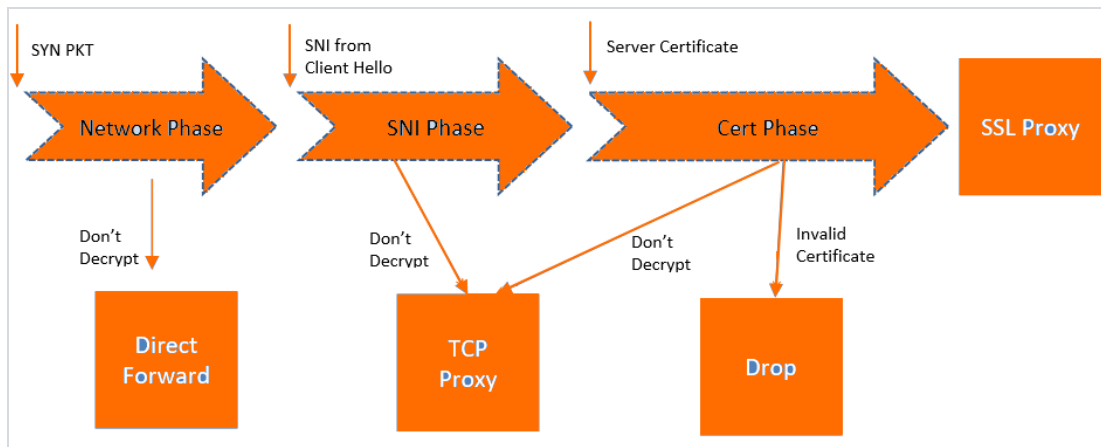 SYN PKT
SNI from
Client Hello
Server Certificate
Network Phase
SNI Phase
Cert Phase
SSL Proxy
Don't
Decrypt
Don't
Decrypt
Don't
Decrypt
Invalid
Certificate
Direct
Forward
TCP
Proxy
Drop